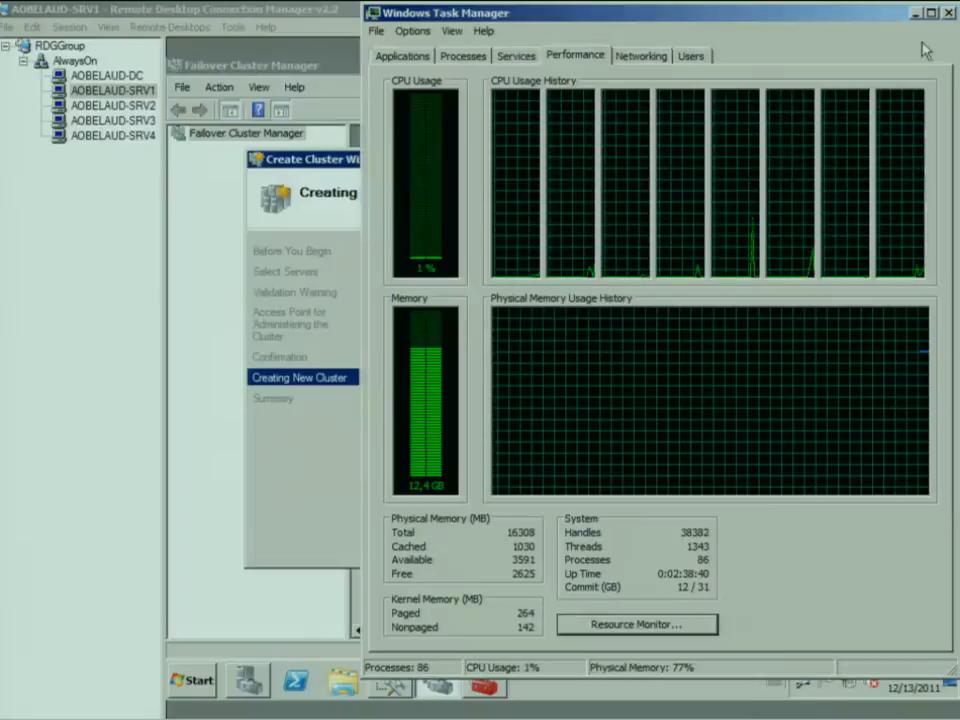 AOBELAUD-SRV1 - Remote Desktop Connection Manager v2.2
File Edit Session View Remote Desktops Tools Help
RDGGroup
AlwaysOn
AOBELAUD-DC
AOBELAUD-SRV1
AOBELAUD-SRV2
AOBELAUD-SRV3
AOBELAUD-SRV4
Failover Cluster Manager
File Action View Help
Failover Cluster Manager
Create Cluster Wi
Creating
Before You Begin
Select Servers
Validation Warning
Access Point for
Administering the
Cluster
Confirmation
Creating New Cluster
Summary
Windows Task Manager
File Options View Help
Applications Processes Services Performance Networking Users
CPU Usage CPU Usage History
1 %
Memory Physical Memory Usage History
12,4 GB
Physical Memory (MB)
Total 16308
Cached 1030
Available 3591
Free 2625
Kernel Memory (MB)
Paged 264
Nonpaged 142
System
Handles 38382
Threads 1343
Processes 86
Up Time 0:02:38:40
Commit (GB) 12 / 31
Resource Monitor...
Processes: 86 CPU Usage: 1% Physical Memory: 77%
Start
12/13/2011